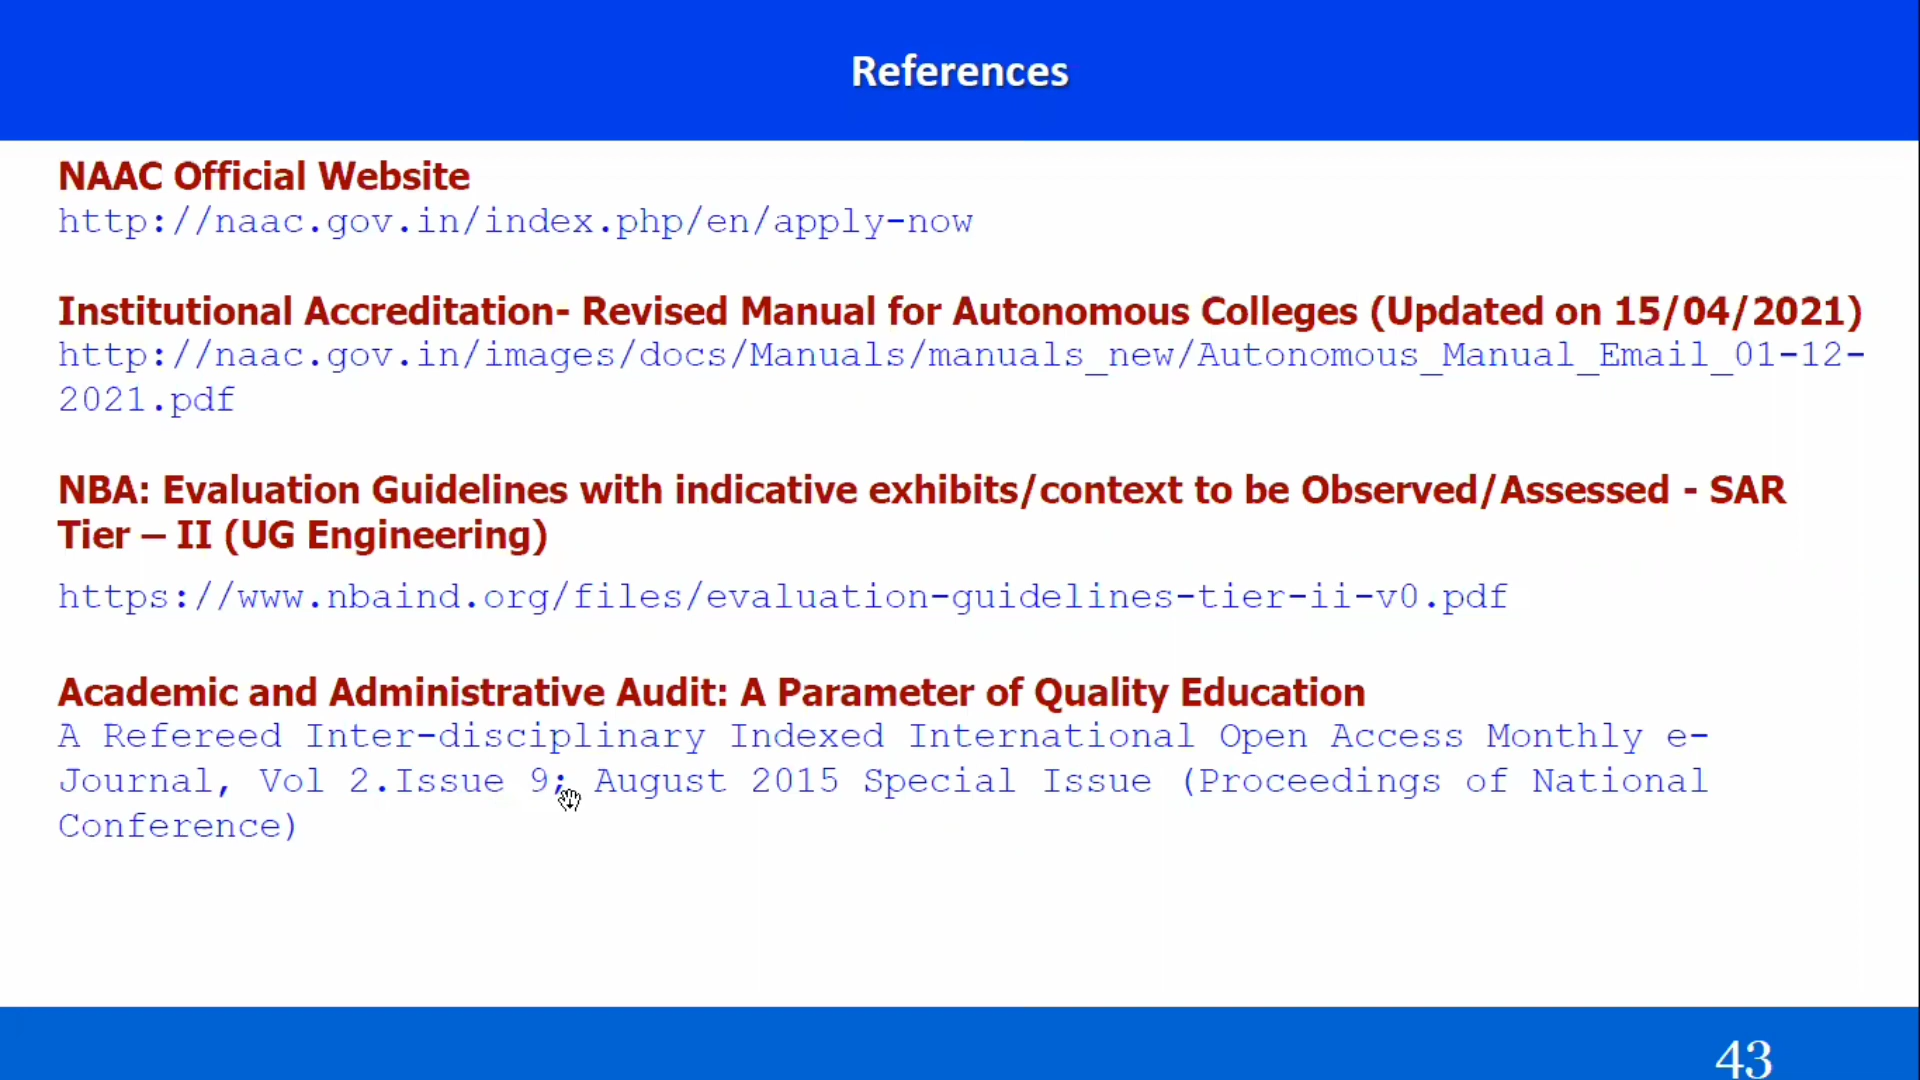 References
NAAC Official Website
http://naac.gov.in/index.php/en/apply-now
Institutional Accreditation- Revised Manual for Autonomous Colleges (Updated on 15/04/2021)
http://naac.gov.in/images/docs/Manuals/manuals_new/Autonomous_Manual_Email_01-12-
2021.pdf
NBA: Evaluation Guidelines with indicative exhibits/context to be Observed/Assessed - SAR
Tier – II (UG Engineering)
https://www.nbaind.org/files/evaluation-guidelines-tier-ii-v0.pdf
Academic and Administrative Audit: A Parameter of Quality Education
A Refereed Inter-disciplinary Indexed International Open Access Monthly e-
Journal, Vol 2.Issue 9; August 2015 Special Issue (Proceedings of National
Conference)
43